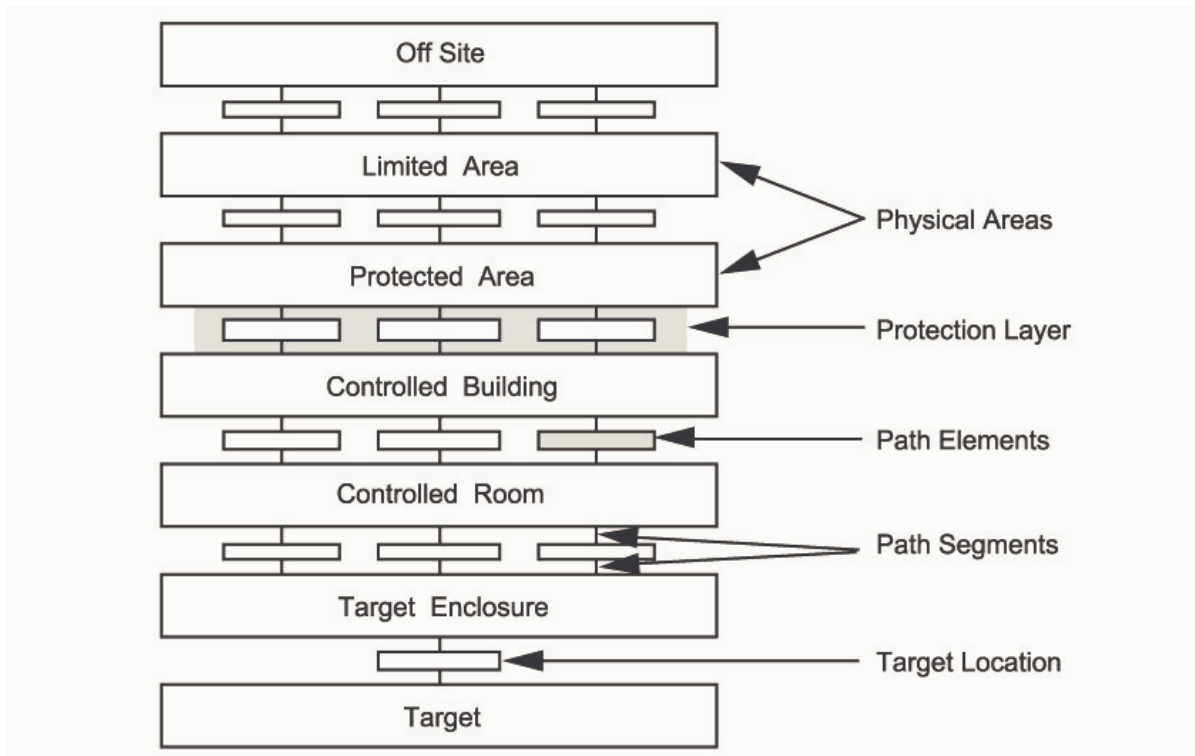 Off Site
Limited Area
Physical Areas
Protected Area
Protection Layer
Controlled Building
Path Elements
Controlled Room
Path Segments
Target Enclosure
Target Location
Target